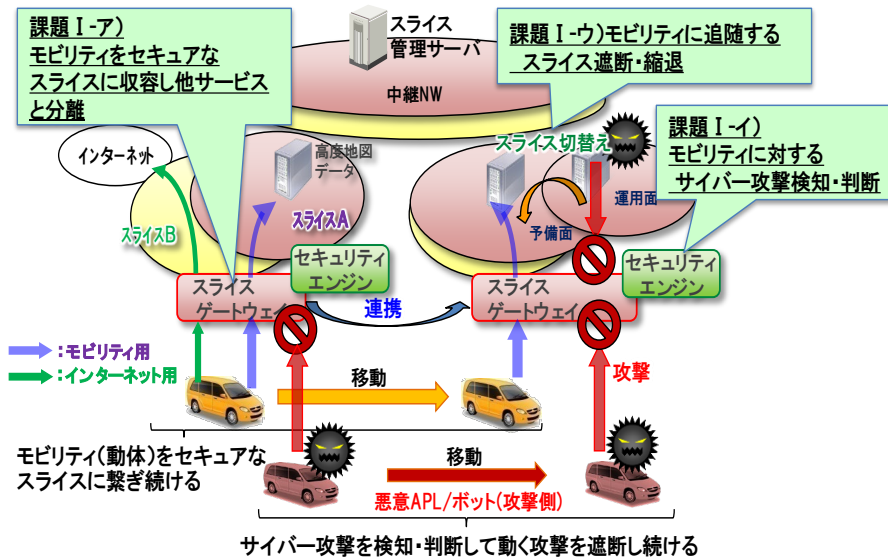 課題Ⅰ-ア)
モビリティをセキュアな
スライスに収容し他サービス
と分離
スライス
管理サーバ
中継NW
課題Ⅰ-ウ)モビリティに追随する
スライス遮断・縮退
課題Ⅰ-イ)
モビリティに対する
サイバー攻撃検知・判断
インターネット
高度地図
データ
スライスA
スライスB
スライス切替え
運用面
予備面
セキュリティ
エンジン
スライス
ゲートウェイ
連携
スライス
ゲートウェイ
セキュリティ
エンジン
:モビリティ用
:インターネット用
移動
攻撃
モビリティ(動体)をセキュアな
スライスに繋ぎ続ける
移動
悪意APL/ボット(攻撃側)
サイバー攻撃を検知・判断して動く攻撃を遮断し続ける